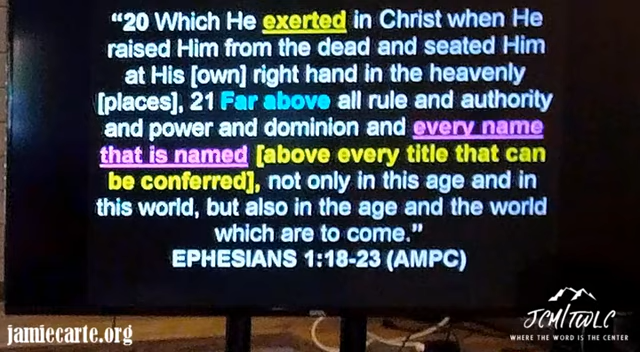 “20 Which He exerted in Christ when He
raised Him from the dead and seated Him
at His [own] right hand in the heavenly
[places], 21 Far above all rule and authority
and power and dominion and every name
that is named [above every title that can
be conferred], not only in this age and in
this world, but also in the age and the world
which are to come.”
EPHESIANS 1:18-23 (AMPC)
jamiecarte.org
JCMITWLC
WHERE THE WORD IS THE CENTER